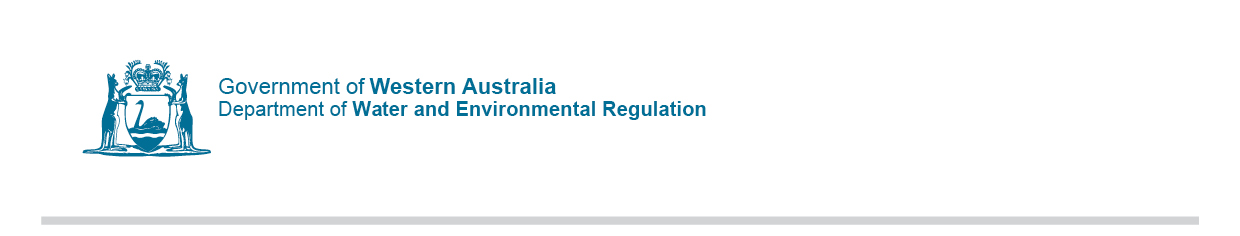 Government of Western Australia
Department of Water and Environmental Regulation